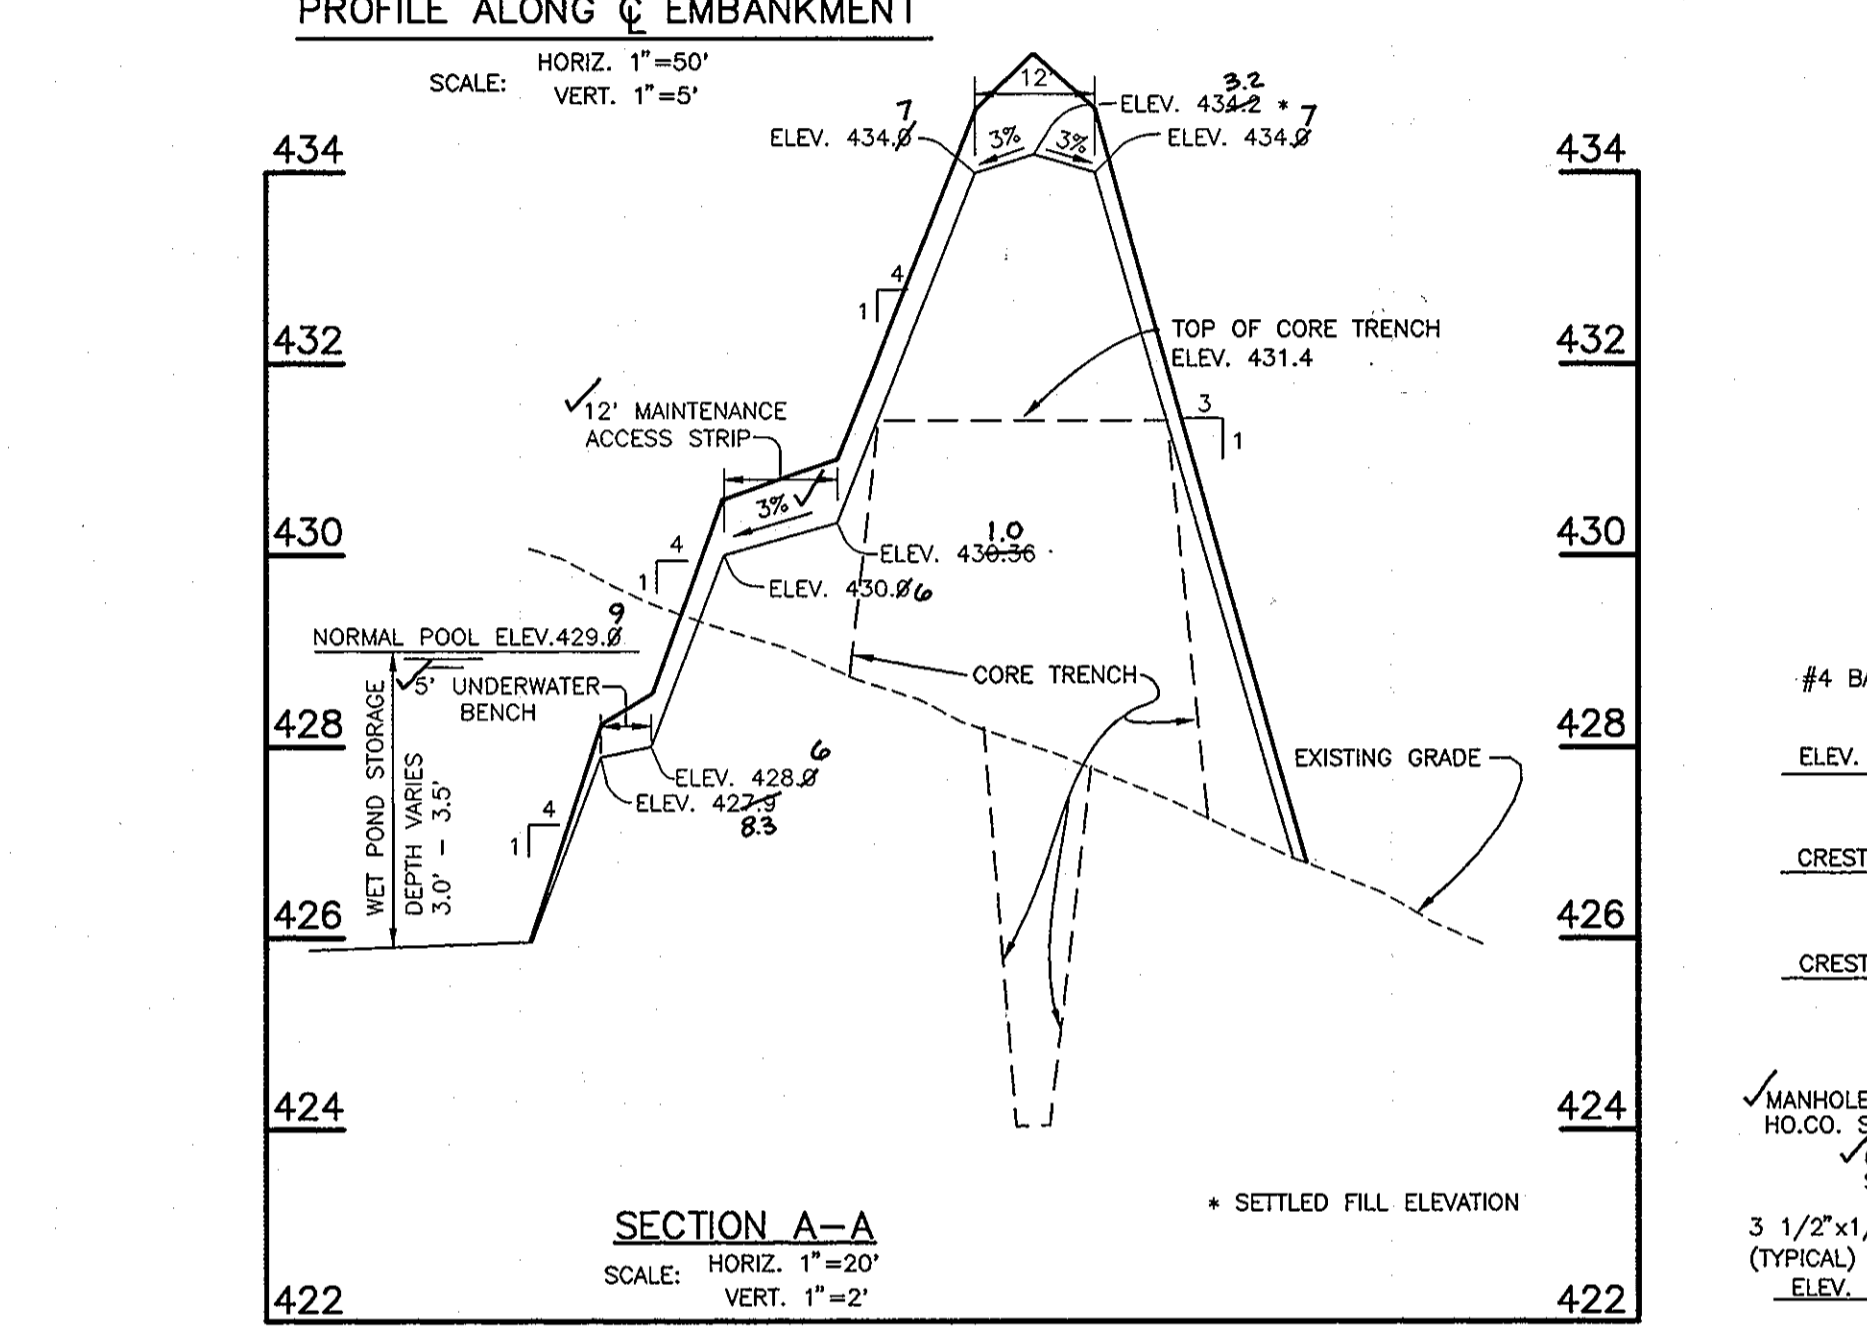 PROFILE ALONG ℄ EMBANKMENT
SCALE: HORIZ. 1"=50'
VERT. 1"=5'
12'
3.2
ELEV. 434.2 *
7
ELEV. 434.0
3%
3%
7
ELEV. 434.0
434
434
4
1
TOP OF CORE TRENCH
ELEV. 431.4
432
432
✓12' MAINTENANCE
ACCESS STRIP
3% ✓
3
1
430
430
1.0
ELEV. 430.36
4
1
ELEV. 430.0 6
9
NORMAL POOL ELEV.429.0
✓5' UNDERWATER
BENCH
CORE TRENCH
#4
428
428
6
ELEV. 428.0
ELEV. 427.9
8.3
EXISTING GRADE
ELEV.
4
1
WET POND STORAGE
DEPTH VARIES
3.0' - 3.5'
CREST
426
426
CREST
424
424
✓MANHOLE
HO.CO.
✓
* SETTLED FILL ELEVATION
SECTION A-A
SCALE: HORIZ. 1"=20'
VERT. 1"=2'
3 1/2"x1/
(TYPICAL)
ELEV.
422
422